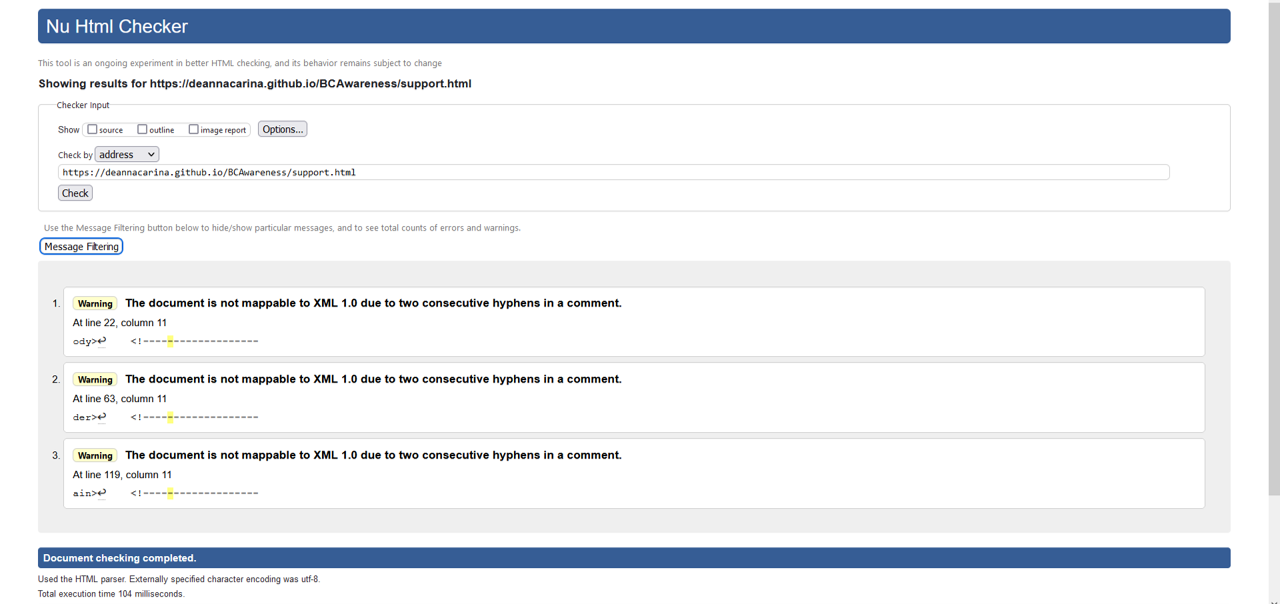 Nu Html Checker
This tool is an ongoing experiment in better HTML checking, and its behavior remains subject to change
Showing results for https://deannacarina.github.io/BCAwareness/support.html
Checker Input
Show source outline image report Options...
Check by address
https://deannacarina.github.io/BCAwareness/support.html
Check
Use the Message Filtering button below to hide/show particular messages, and to see total counts of errors and warnings.
Message Filtering
1. Warning The document is not mappable to XML 1.0 due to two consecutive hyphens in a comment.
At line 22, column 11
ody>↩    <!--------------------
2. Warning The document is not mappable to XML 1.0 due to two consecutive hyphens in a comment.
At line 63, column 11
der>↩    <!--------------------
3. Warning The document is not mappable to XML 1.0 due to two consecutive hyphens in a comment.
At line 119, column 11
ain>↩    <!--------------------
Document checking completed.
Used the HTML parser. Externally specified character encoding was utf-8.
Total execution time 104 milliseconds.